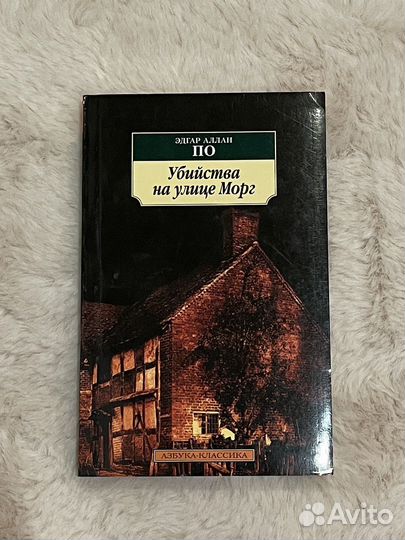 ЭДГАР АЛЛАН
ПО
Убийства
на улице Морг
АЗБУКА-КЛАССИКА
Avito